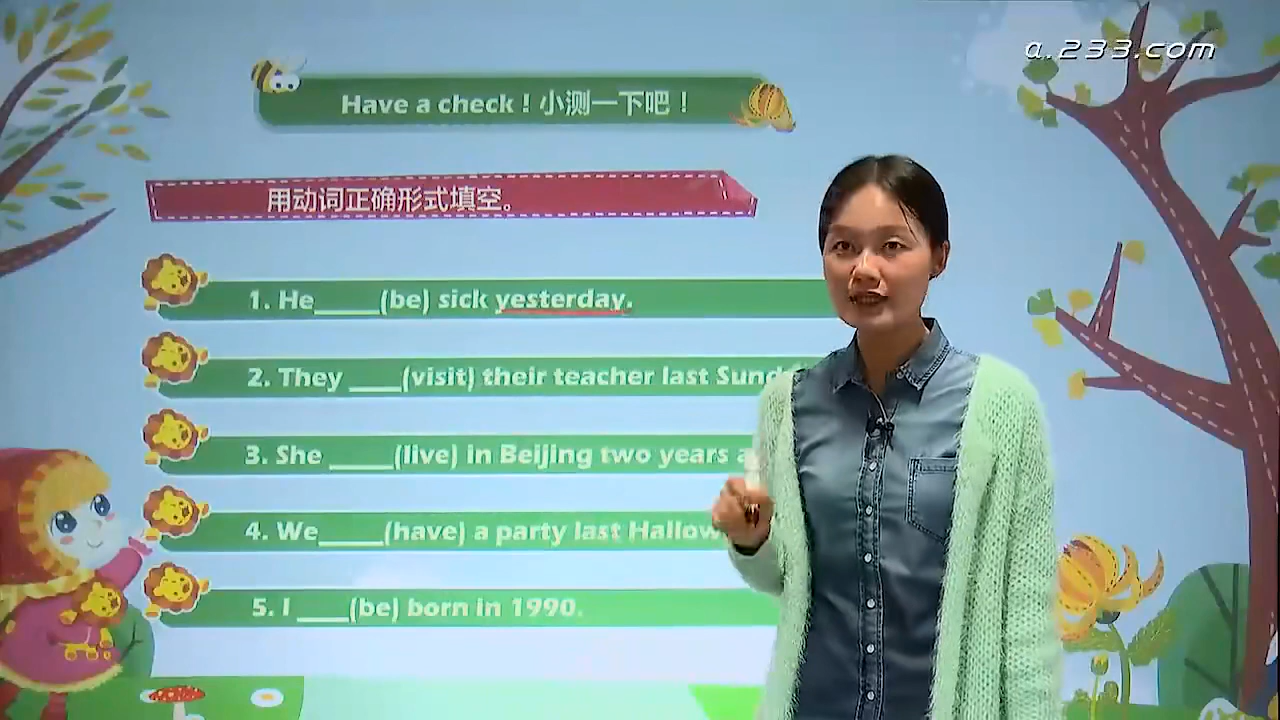 a.233.com
Have a check！小测一下吧！
用动词正确形式填空。
1. He_____(be) sick yesterday.
2. They ____(visit) their teacher last
3. She _____(live) in Beijing two years
4. We_____(have) a party last
5. I ____(be) born in 1990.